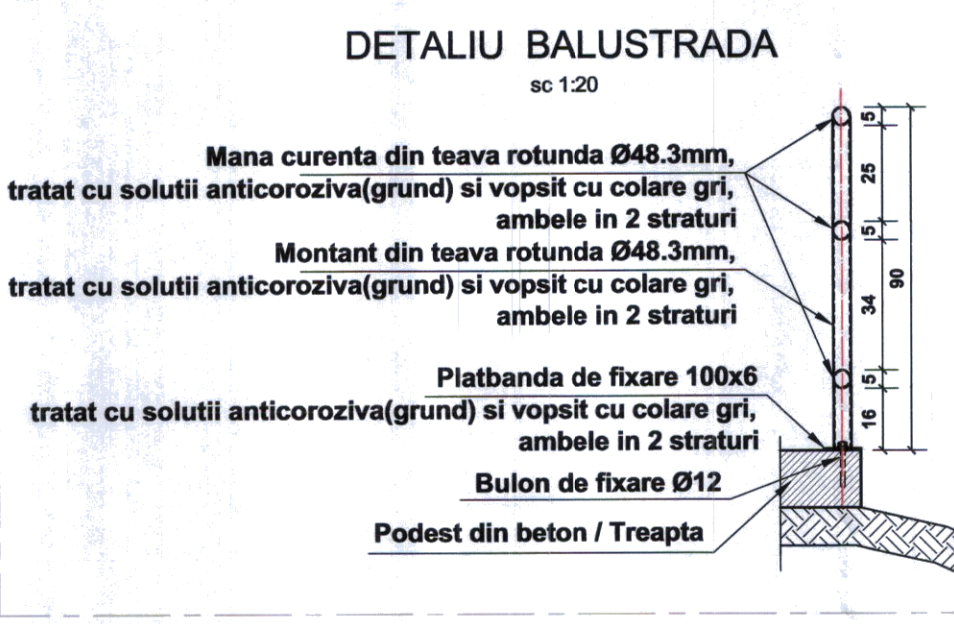 DETALIU BALUSTRADA
sc 1:20
Mana curenta din teava rotunda Ø48.3mm,
tratat cu solutii anticoroziva(grund) si vopsit cu colare gri,
ambele in 2 straturi
Montant din teava rotunda Ø48.3mm,
tratat cu solutii anticoroziva(grund) si vopsit cu colare gri,
ambele in 2 straturi
Platbanda de fixare 100x6
tratat cu solutii anticoroziva(grund) si vopsit cu colare gri,
ambele in 2 straturi
Bulon de fixare Ø12
Podest din beton / Treapta
5
25
5
34
5
16
90